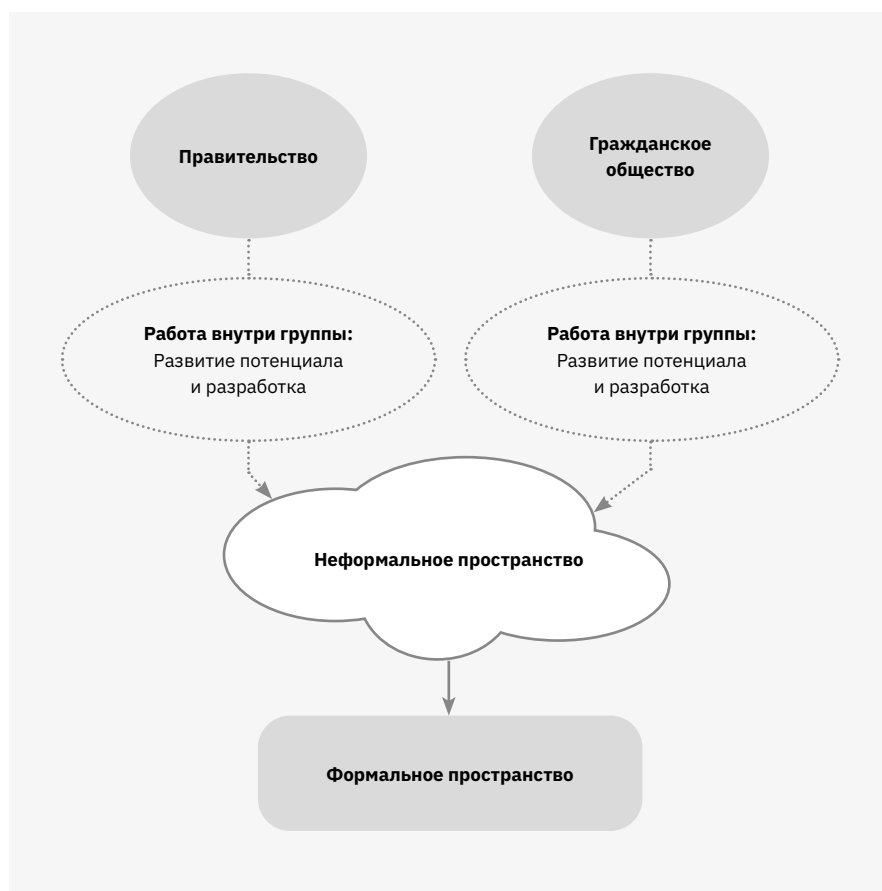 Правительство
Гражданское
общество
Работа внутри группы:
Развитие потенциала
и разработка
Работа внутри группы:
Развитие потенциала
и разработка
Неформальное пространство
Формальное пространство